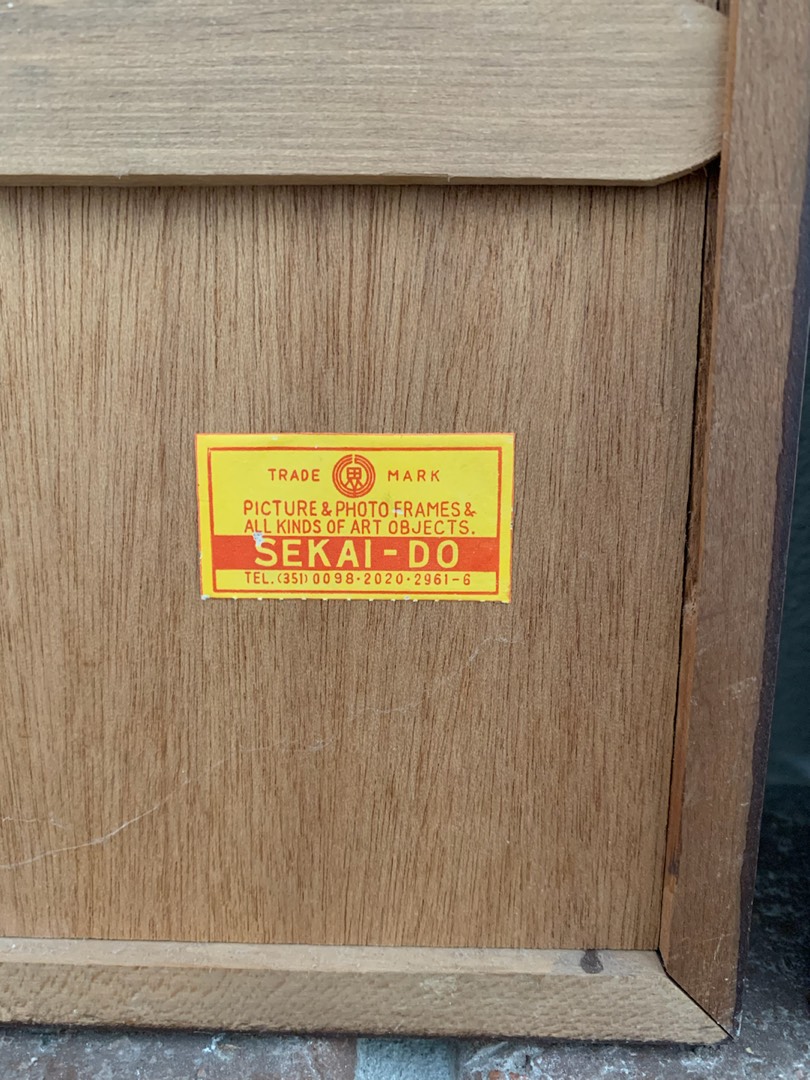 TRADE MARK
PICTURE & PHOTO FRAMES &
ALL KINDS OF ART OBJECTS.
SEKAI-DO
TEL. (351) 0098・2020・2961-6